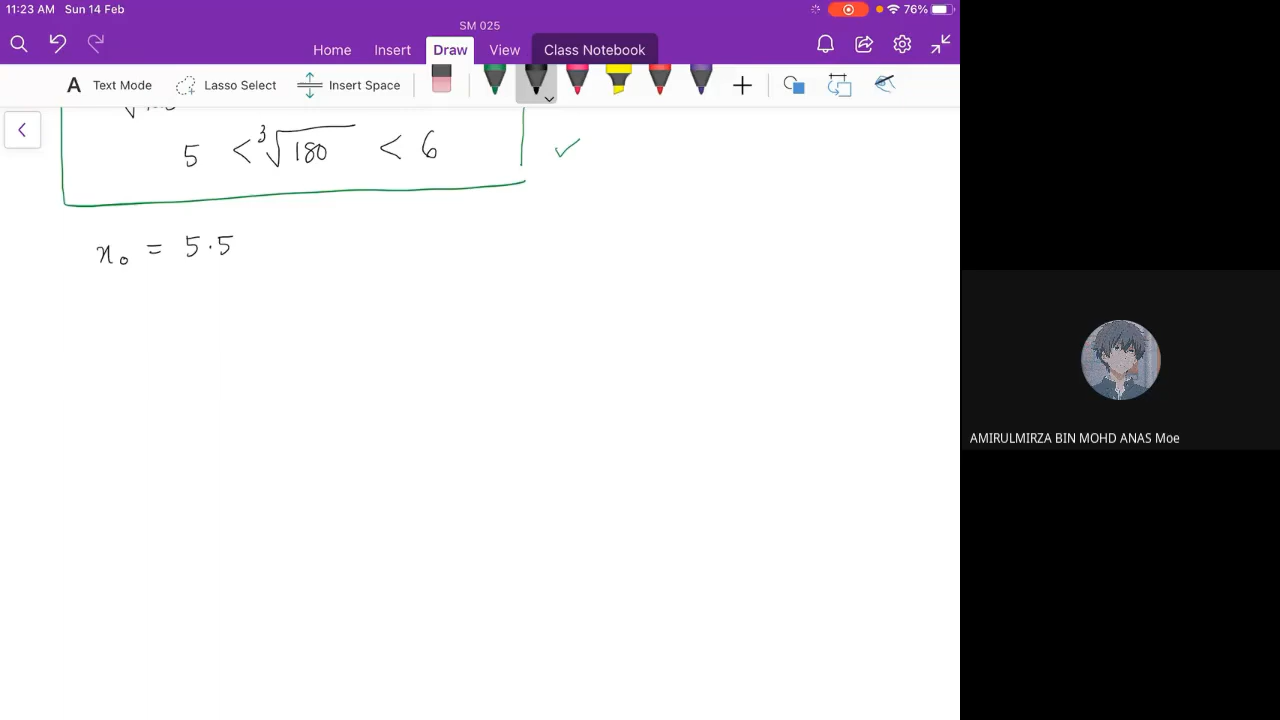 11:23 AM Sun 14 Feb
76%
SM 025
Home Insert Draw View Class Notebook
A Text Mode Lasso Select Insert Space
5 < ∛180 < 6 ✓
x₀ = 5.5
AMIRULMIRZA BIN MOHD ANAS Moe